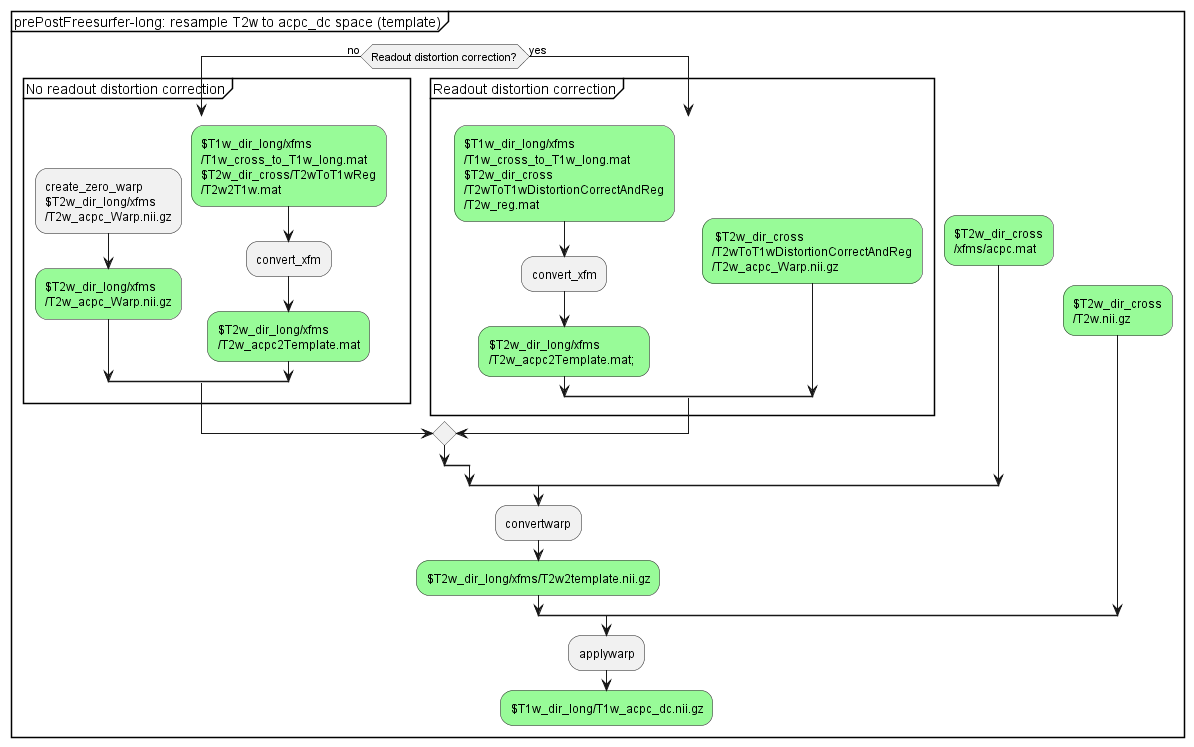 prePostFreesurfer-long: resample T2w to acpc_dc space (template)
no
Readout distortion correction?
yes
No readout distortion correction
create_zero_warp
$T2w_dir_long/xfms
/T2w_acpc_Warp.nii.gz
$T2w_dir_long/xfms
/T2w_acpc_Warp.nii.gz
$T1w_dir_long/xfms
/T1w_cross_to_T1w_long.mat
$T2w_dir_cross/T2wToT1wReg
/T2w2T1w.mat
convert_xfm
$T2w_dir_long/xfms
/T2w_acpc2Template.mat
Readout distortion correction
$T1w_dir_long/xfms
/T1w_cross_to_T1w_long.mat
$T2w_dir_cross
/T2wToT1wDistortionCorrectAndReg
/T2w_reg.mat
convert_xfm
$T2w_dir_long/xfms
/T2w_acpc2Template.mat;
$T2w_dir_cross
/T2wToT1wDistortionCorrectAndReg
/T2w_acpc_Warp.nii.gz
$T2w_dir_cross
/xfms/acpc.mat
$T2w_dir_cross
/T2w.nii.gz
convertwarp
$T2w_dir_long/xfms/T2w2template.nii.gz
applywarp
$T1w_dir_long/T1w_acpc_dc.nii.gz